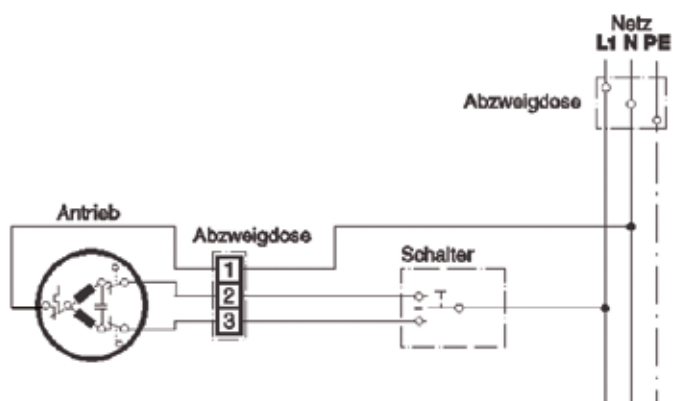 Netz
L1 N PE
Abzweigdose
Antrieb
Abzweigdose
Schalter
1
2
3